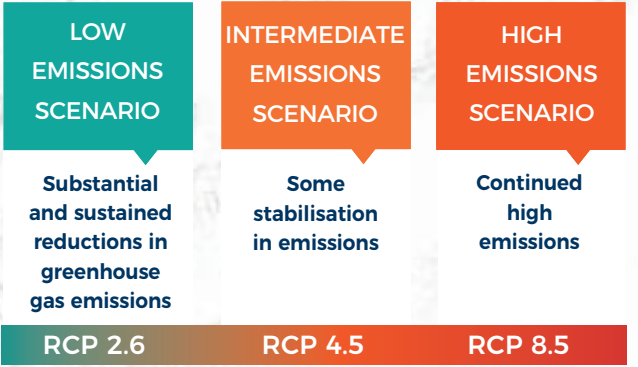 LOW
EMISSIONS
SCENARIO
Substantial
and sustained
reductions in
greenhouse
gas emissions
RCP 2.6
INTERMEDIATE
EMISSIONS
SCENARIO
Some
stabilisation
in emissions
RCP 4.5
HIGH
EMISSIONS
SCENARIO
Continued
high
emissions
RCP 8.5